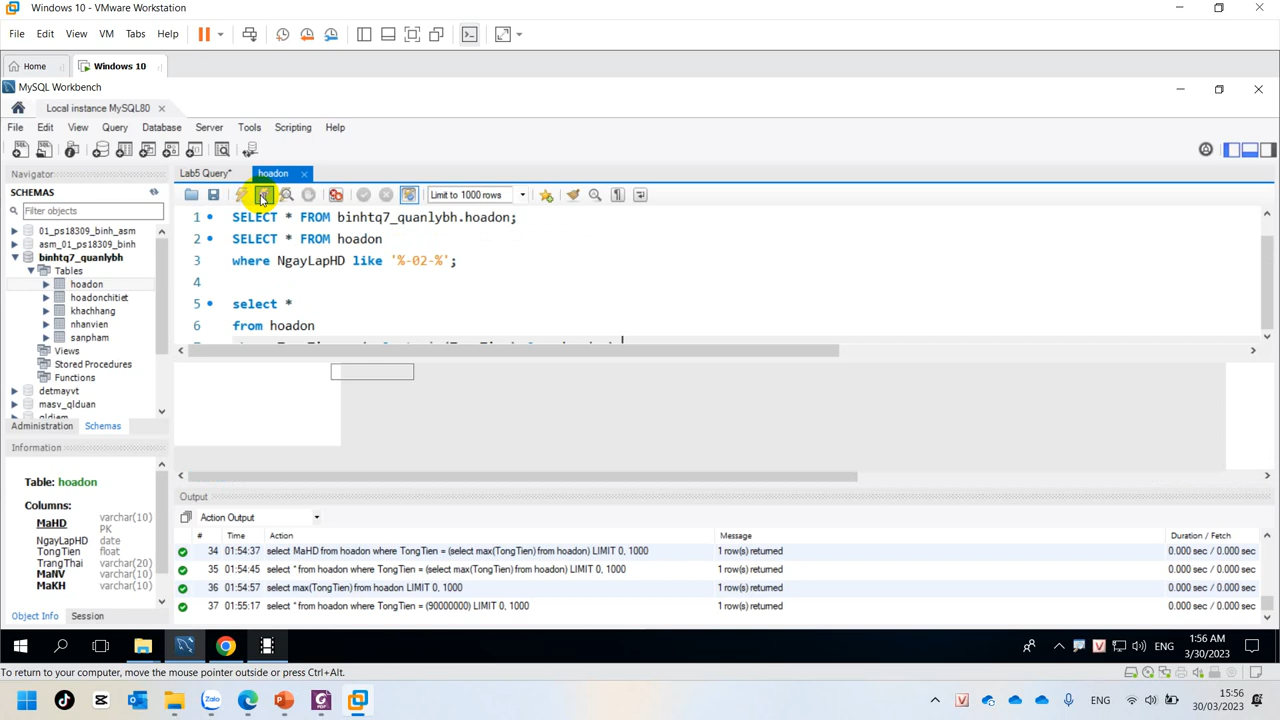 Windows 10 - VMware Workstation
File Edit View VM Tabs Help
Home Windows 10
MySQL Workbench
Local instance MySQL80
File Edit View Query Database Server Tools Scripting Help
Navigator
Lab5 Query* hoadon
SCHEMAS
Limit to 1000 rows
Filter objects
01_ps18309_binh_asm
asm_01_ps18309_binh
binhtq7_quanlybh
Tables
hoadon
hoadonchitiet
khachhang
nhanvien
sanpham
Views
Stored Procedures
Functions
detmayvt
masv_qlduan
qldiem
1 SELECT * FROM binhtq7_quanlybh.hoadon;
2 SELECT * FROM hoadon
3 where NgayLapHD like '%-02-%';
4
5 select *
6 from hoadon
Administration Schemas
Information
Table: hoadon
Columns:
MaHD varchar(10) PK
NgayLapHD date
TongTien float
TrangThai varchar(20)
MaNV varchar(10)
MaKH varchar(10)
Object Info Session
Output
Action Output
# Time Action Message Duration / Fetch
34 01:54:37 select MaHD from hoadon where TongTien = (select max(TongTien) from hoadon) LIMIT 0, 1000 1 row(s) returned 0.000 sec / 0.000 sec
35 01:54:45 select * from hoadon where TongTien = (select max(TongTien) from hoadon) LIMIT 0, 1000 1 row(s) returned 0.000 sec / 0.000 sec
36 01:54:57 select max(TongTien) from hoadon LIMIT 0, 1000 1 row(s) returned 0.000 sec / 0.000 sec
37 01:55:17 select * from hoadon where TongTien = (90000000) LIMIT 0, 1000 1 row(s) returned 0.000 sec / 0.000 sec
ENG
1:56 AM
3/30/2023
To return to your computer, move the mouse pointer outside or press Ctrl+Alt.
Zalo
ENG
15:56
30/03/2023